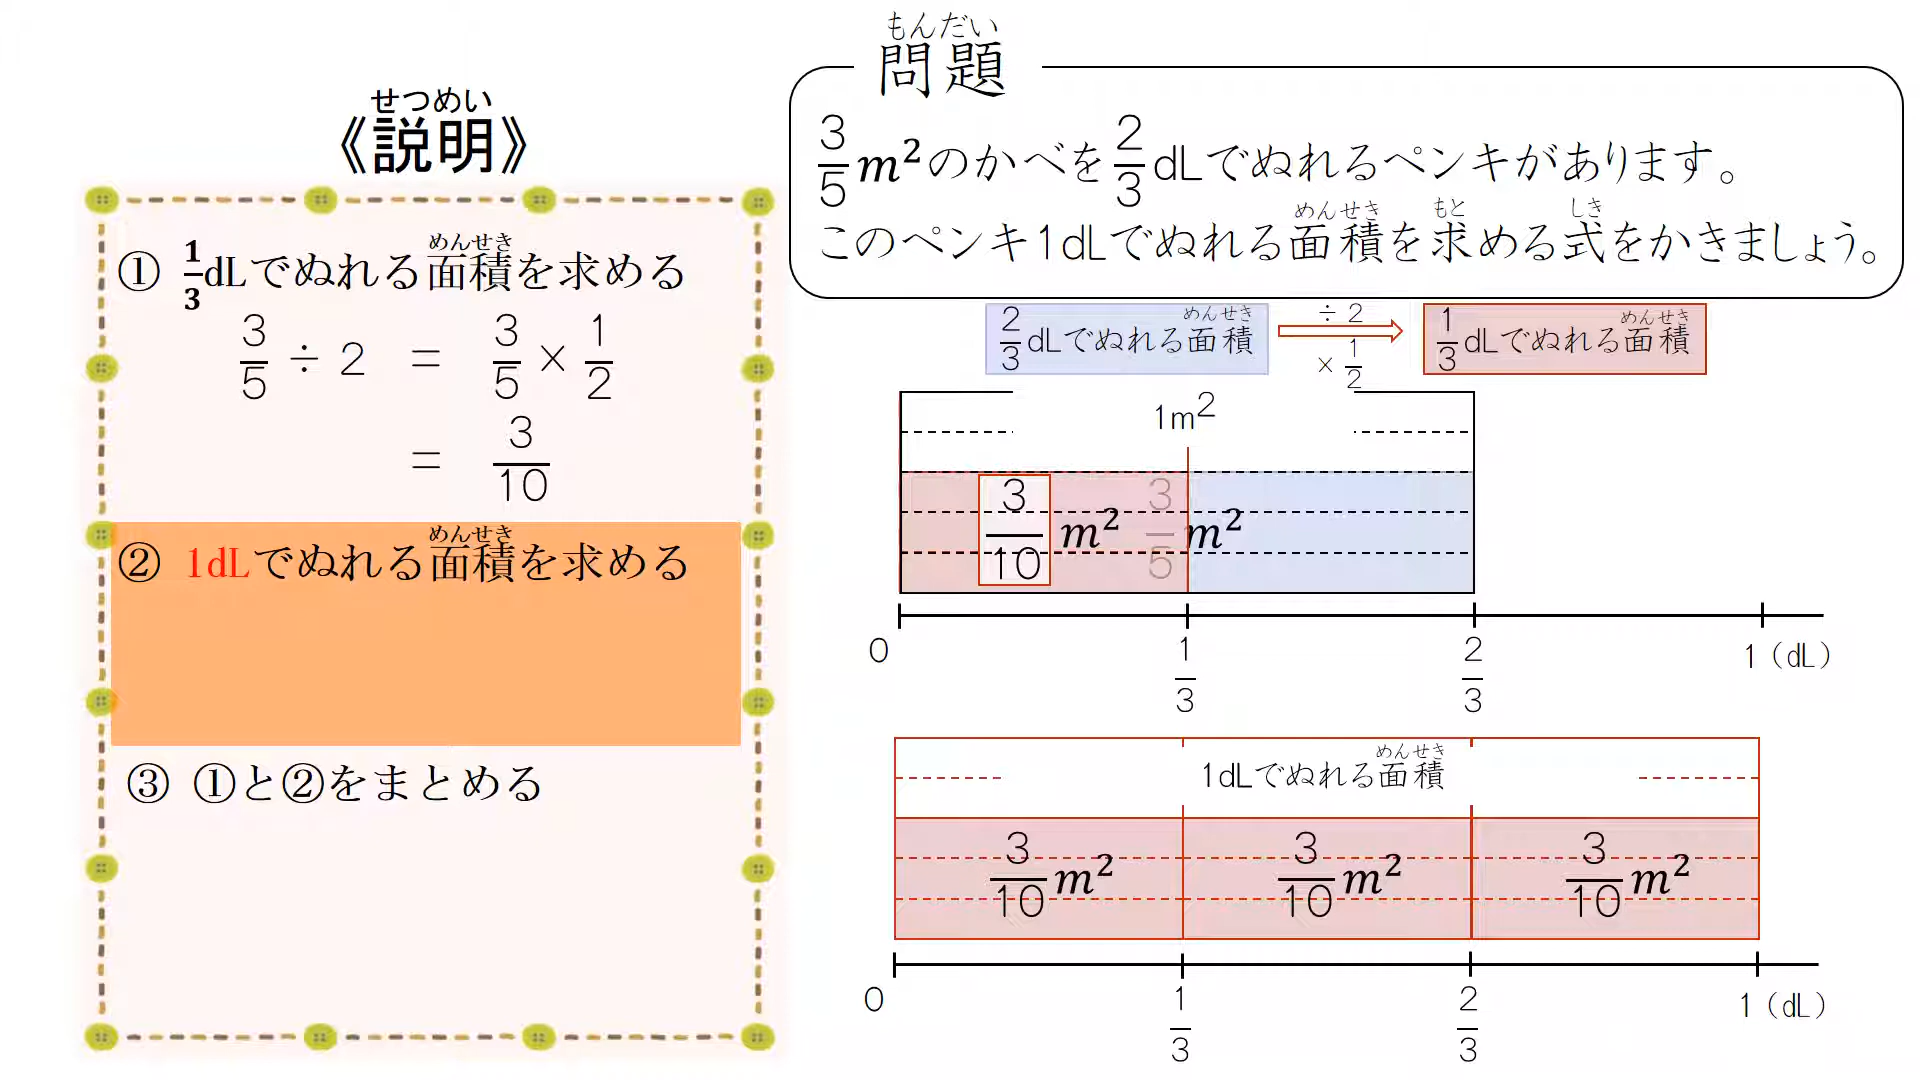 もんだい
問題
3/5 m²のかべを2/3dLでぬれるペンキがあります。
めんせき もと しき
このペンキ1dLでぬれる面積を求める式をかきましょう。
せつめい
《説明》
めんせき
① 1/3dLでぬれる面積を求める
3/5 ÷ 2 = 3/5 × 1/2
= 3/10
めんせき
② 1dLでぬれる面積を求める
③ ①と②をまとめる
めんせき
2/3dLでぬれる面積
÷ 2
× 1/2
めんせき
1/3dLでぬれる面積
1m²
3/10 m² 3/5 m²
0 1/3 2/3 1 (dL)
めんせき
1dLでぬれる面積
3/10 m² 3/10 m² 3/10 m²
0 1/3 2/3 1 (dL)